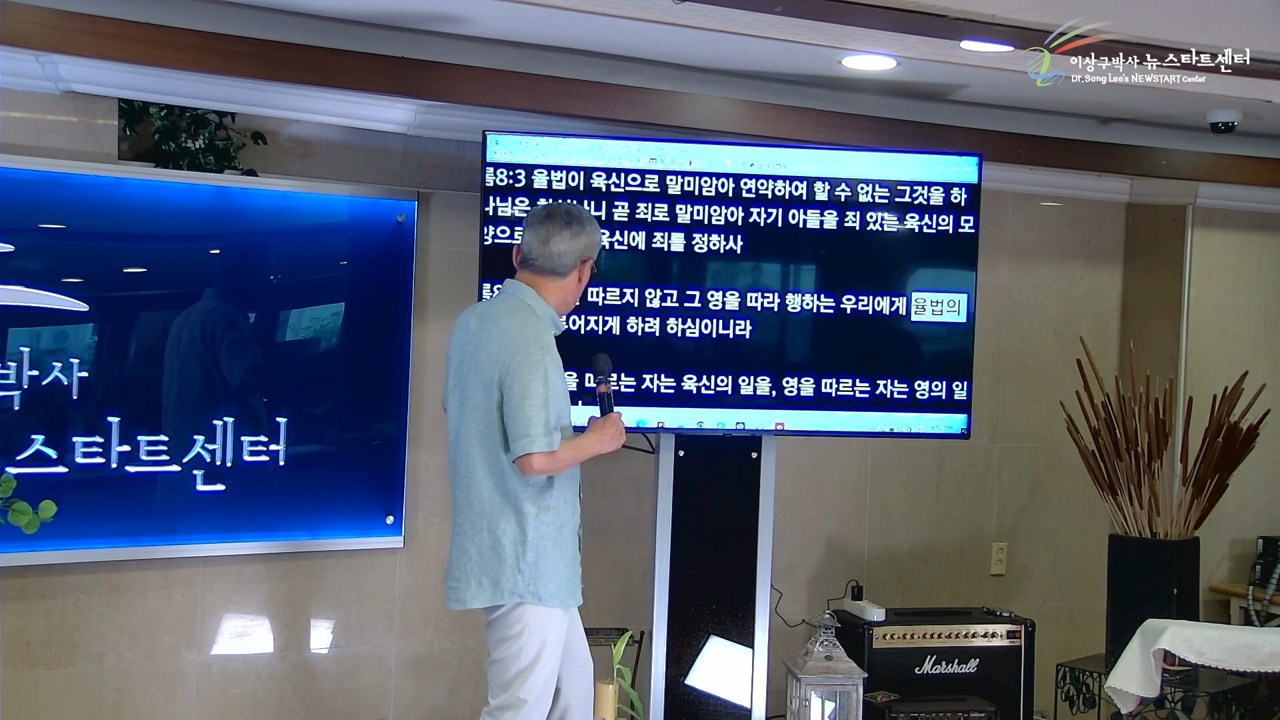 이상구박사 뉴스타트센터
Dr. Sang Lee's NEWSTART Center
롬8:3 율법이 육신으로 말미암아 연약하여 할 수 없는 그것을 하
나님은 니 곧 죄로 말미암아 자기 아들을 죄 있는 육신의 모
양으로 육신에 죄를 정하사
따르지 않고 그 영을 따라 행하는 우리에게 율법의
루어지게 하려 하심이니라
을 따르는 자는 육신의 일을, 영을 따르는 자는 영의 일
박사
스타트센터
Marshall